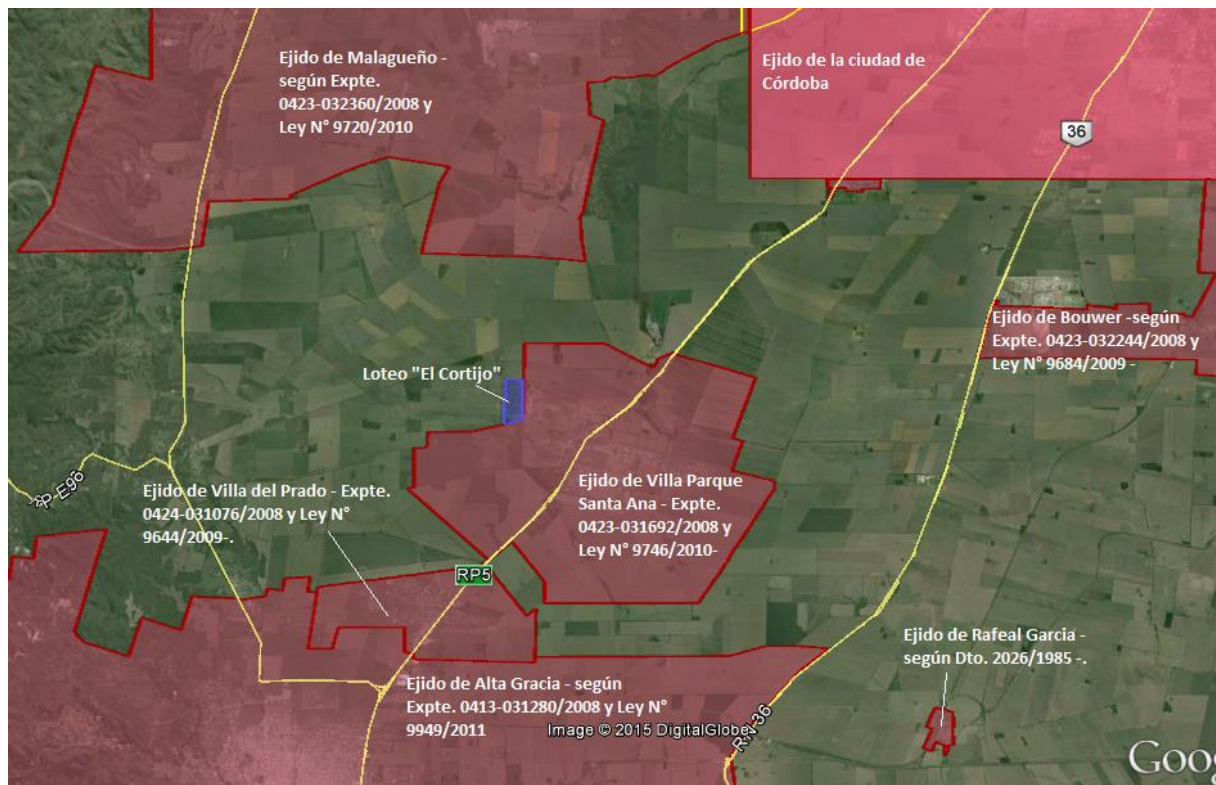 Ejido de Malagueño -
según Expte.
0423-032360/2008 y
Ley N° 9720/2010
Ejido de la ciudad de
Córdoba
36
Ejido de Bouwer -según
Expte. 0423-032244/2008 y
Ley N° 9684/2009 -
Loteo "El Cortijo"
Ejido de Villa del Prado - Expte.
0424-031076/2008 y Ley N°
9644/2009-.
Ejido de Villa Parque
Santa Ana - Expte.
0423-031692/2008 y
Ley N° 9746/2010-
RP5
Ejido de Rafeal Garcia -
según Dto. 2026/1985 -.
Ejido de Alta Gracia - según
Expte. 0413-031280/2008 y Ley N°
9949/2011
Image © 2015 DigitalGlobe
RN-36
Goog